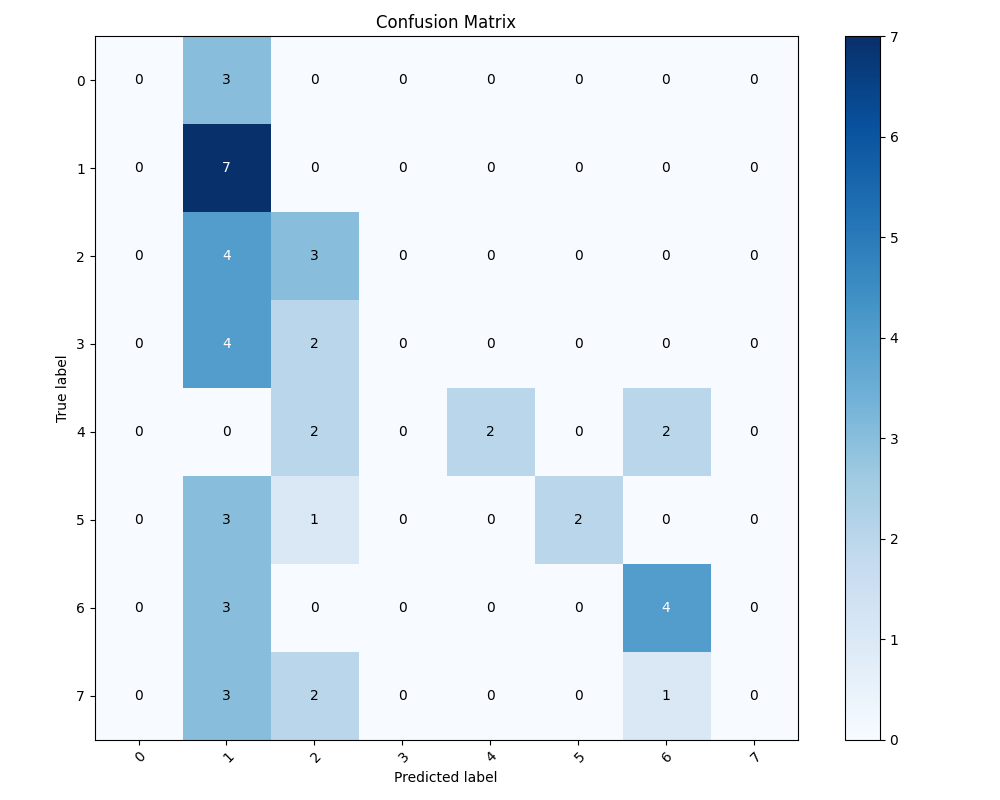 Confusion Matrix
0 0 3 0 0 0 0 0 0
1 0 7 0 0 0 0 0 0
2 0 4 3 0 0 0 0 0
3 0 4 2 0 0 0 0 0
4 0 0 2 0 2 0 2 0
5 0 3 1 0 0 2 0 0
6 0 3 0 0 0 0 4 0
7 0 3 2 0 0 0 1 0
0 1 2 3 4 5 6 7
Predicted label
True label
7
6
5
4
3
2
1
0